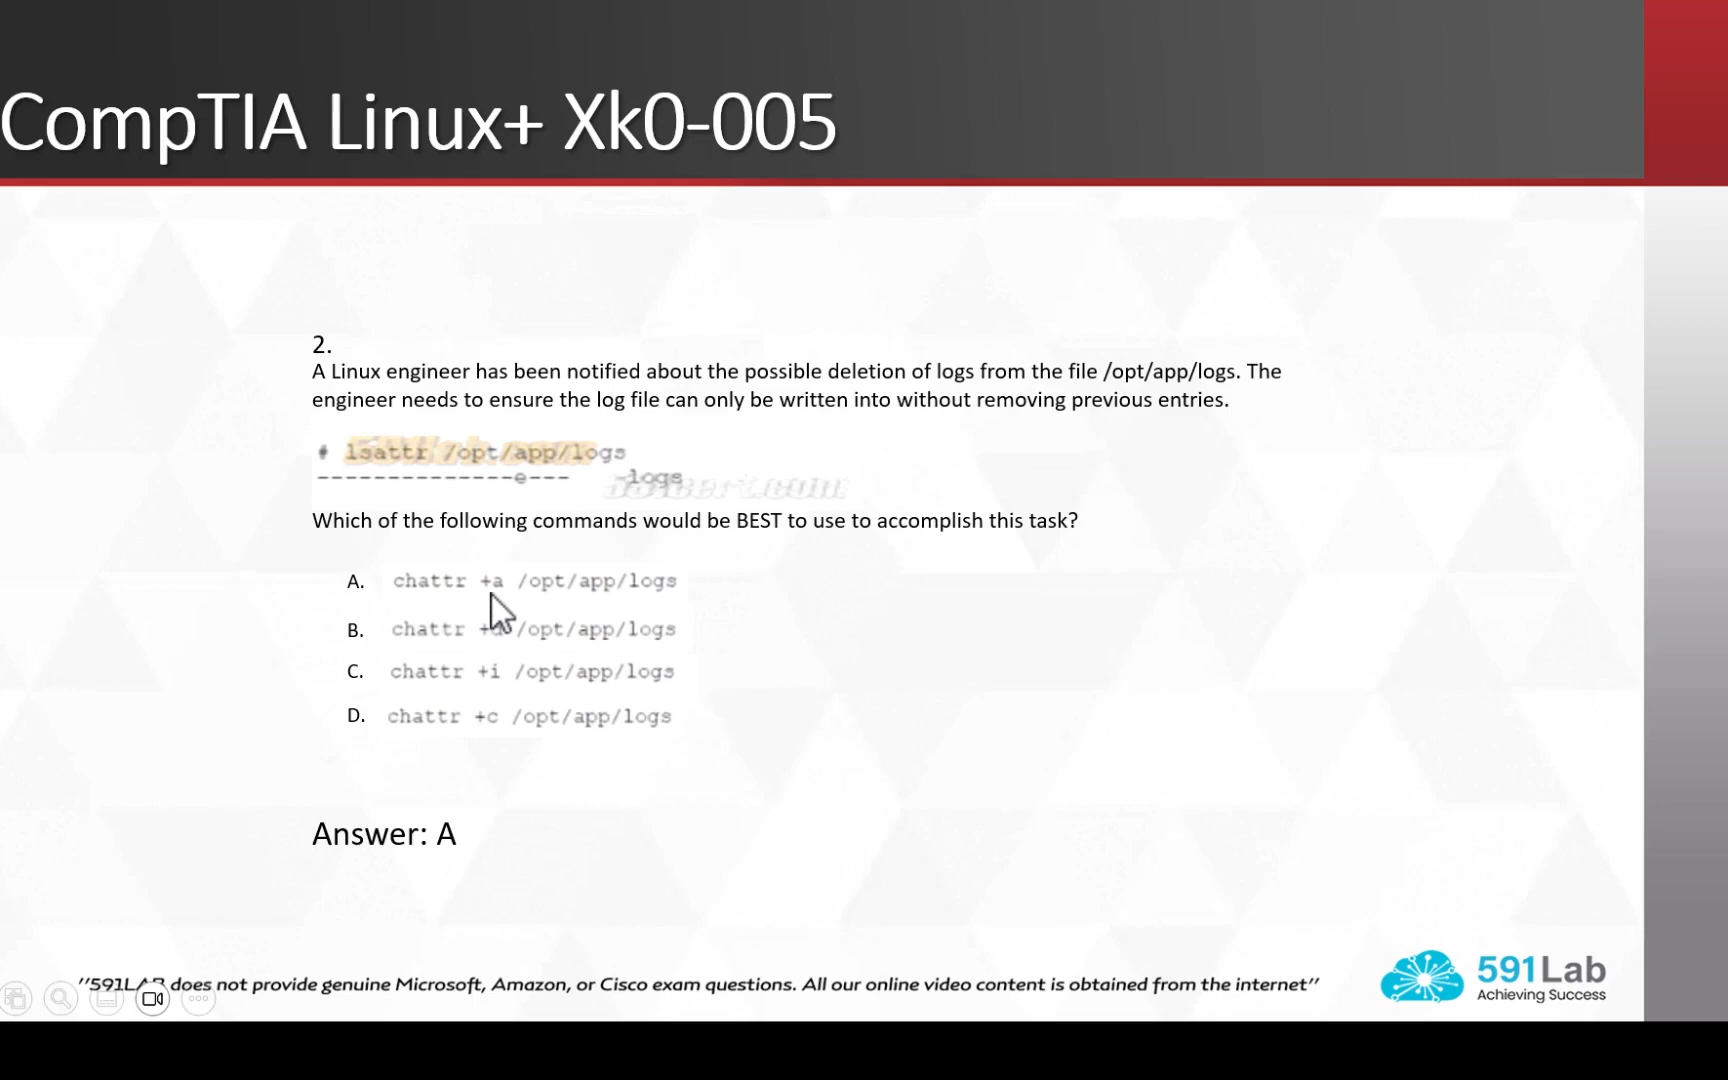 CompTIA Linux+ Xk0-005
2.
A Linux engineer has been notified about the possible deletion of logs from the file /opt/app/logs. The
engineer needs to ensure the log file can only be written into without removing previous entries.
# lsattr /opt/app/logs
--------------e--- logs
Which of the following commands would be BEST to use to accomplish this task?
A. chattr +a /opt/app/logs
B. chattr /opt/app/logs
C. chattr +i /opt/app/logs
D. chattr +c /opt/app/logs
Answer: A
"591LAB does not provide genuine Microsoft, Amazon, or Cisco exam questions. All our online video content is obtained from the internet"
591Lab
Achieving Success